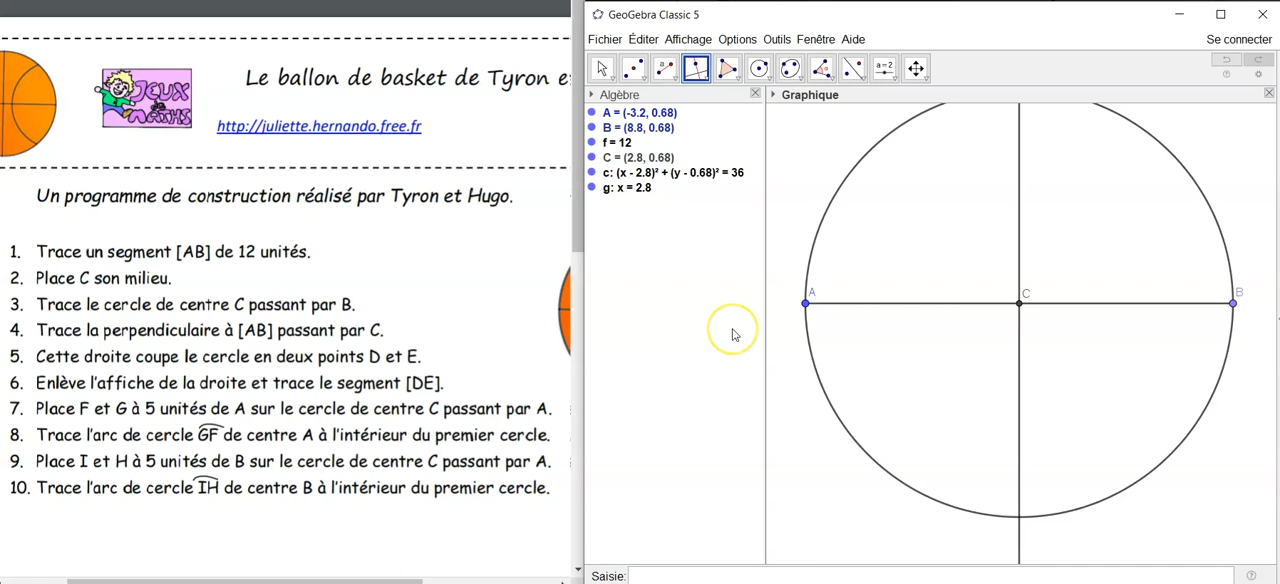 Le ballon de basket de Tyron e
JEUX
de
MATHS
http://juliette.hernando.free.fr
Un programme de construction réalisé par Tyron et Hugo.
1. Trace un segment [AB] de 12 unités.
2. Place C son milieu.
3. Trace le cercle de centre C passant par B.
4. Trace la perpendiculaire à [AB] passant par C.
5. Cette droite coupe le cercle en deux points D et E.
6. Enlève l'affiche de la droite et trace le segment [DE].
7. Place F et G à 5 unités de A sur le cercle de centre C passant par A.
8. Trace l'arc de cercle GF de centre A à l'intérieur du premier cercle.
9. Place I et H à 5 unités de B sur le cercle de centre C passant par A.
10. Trace l'arc de cercle IH de centre B à l'intérieur du premier cercle.
GeoGebra Classic 5
Fichier Éditer Affichage Options Outils Fenêtre Aide
Se connecter
a
a=2
Algèbre
A = (-3.2, 0.68)
B = (8.8, 0.68)
f = 12
C = (2.8, 0.68)
c: (x - 2.8)² + (y - 0.68)² = 36
g: x = 2.8
Graphique
A
C
B
Saisie: